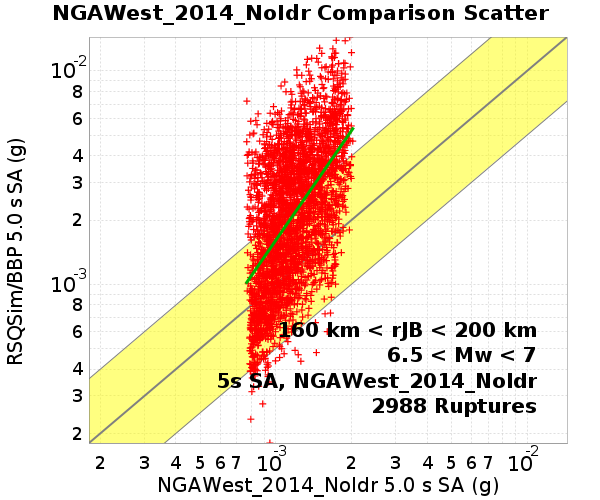 NGAWest_2014_NoIdr Comparison Scatter
RSQSim/BBP 5.0 s SA (g)
10-2
8
6
4
3
2
10-3
8
6
4
3
2
160 km < rJB < 200 km
6.5 < Mw < 7
5s SA, NGAWest_2014_NoIdr
2988 Ruptures
2 3 4 5 6 7 10-3 2 3 4 5 6 7 10-2
NGAWest_2014_NoIdr 5.0 s SA (g)